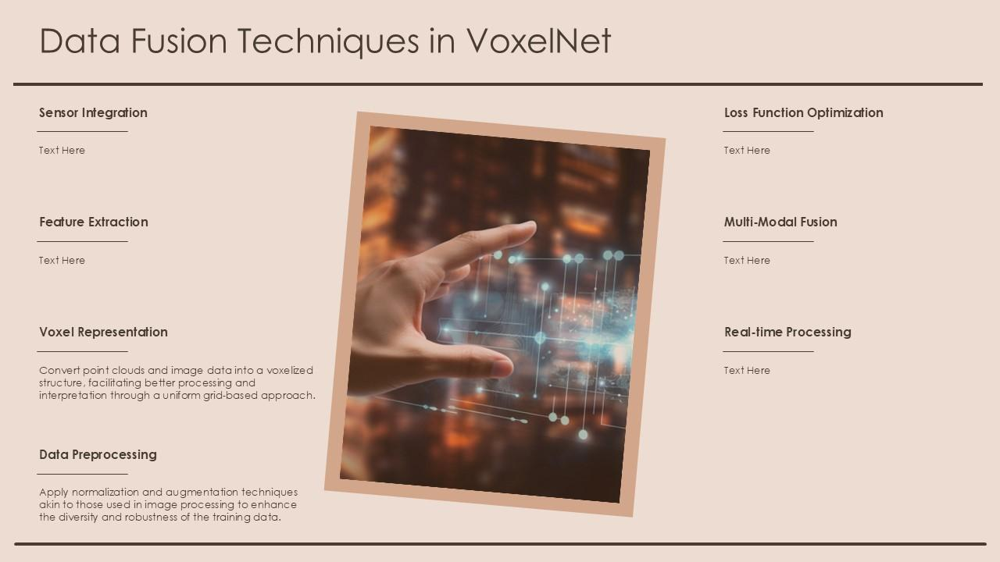 Data Fusion Techniques in VoxelNet
Sensor Integration
Text Here
Feature Extraction
Text Here
Voxel Representation
Convert point clouds and image data into a voxelized
structure, facilitating better processing and
interpretation through a uniform grid-based approach.
Data Preprocessing
Apply normalization and augmentation techniques
akin to those used in image processing to enhance
the diversity and robustness of the training data.
Loss Function Optimization
Text Here
Multi-Modal Fusion
Text Here
Real-time Processing
Text Here